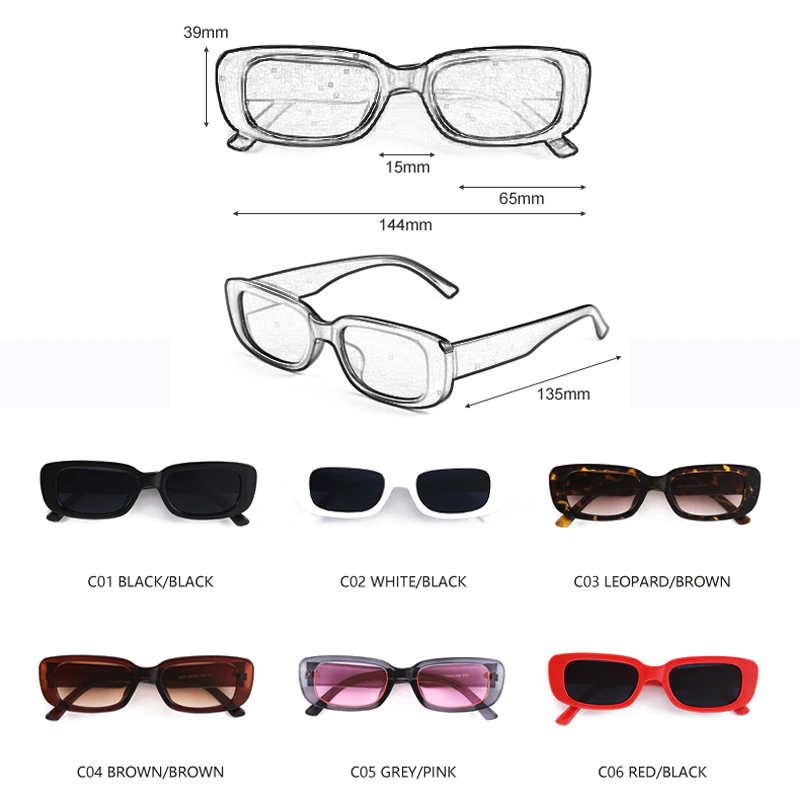 39mm
15mm
65mm
144mm
135mm
C01 BLACK/BLACK
C02 WHITE/BLACK
C03 LEOPARD/BROWN
C04 BROWN/BROWN
C05 GREY/PINK
C06 RED/BLACK